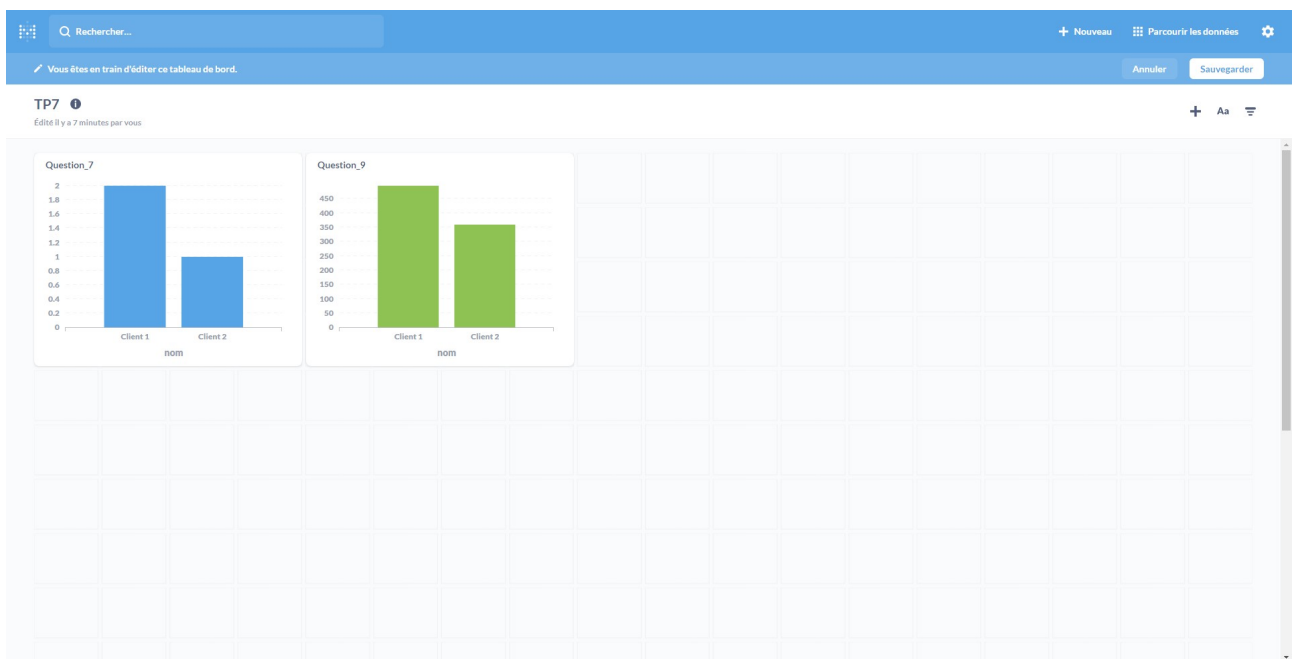 Rechercher...
Nouveau
Parcourir les données
Vous êtes en train d'éditer ce tableau de bord.
Annuler
Sauvegarder
TP7
Édité il y a 7 minutes par vous
Aa
Question_7
2
1.8
1.6
1.4
1.2
1
0.8
0.6
0.4
0.2
0
Client 1 Client 2
nom
Question_9
450
400
350
300
250
200
150
100
50
0
Client 1 Client 2
nom